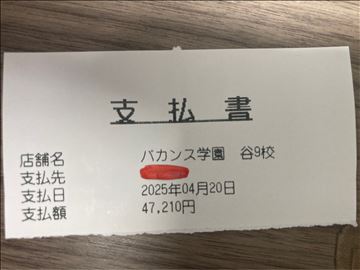 支払書
店舗名 バカンス学園 谷9校
支払先
支払日 2025年04月20日
支払額 47,210円